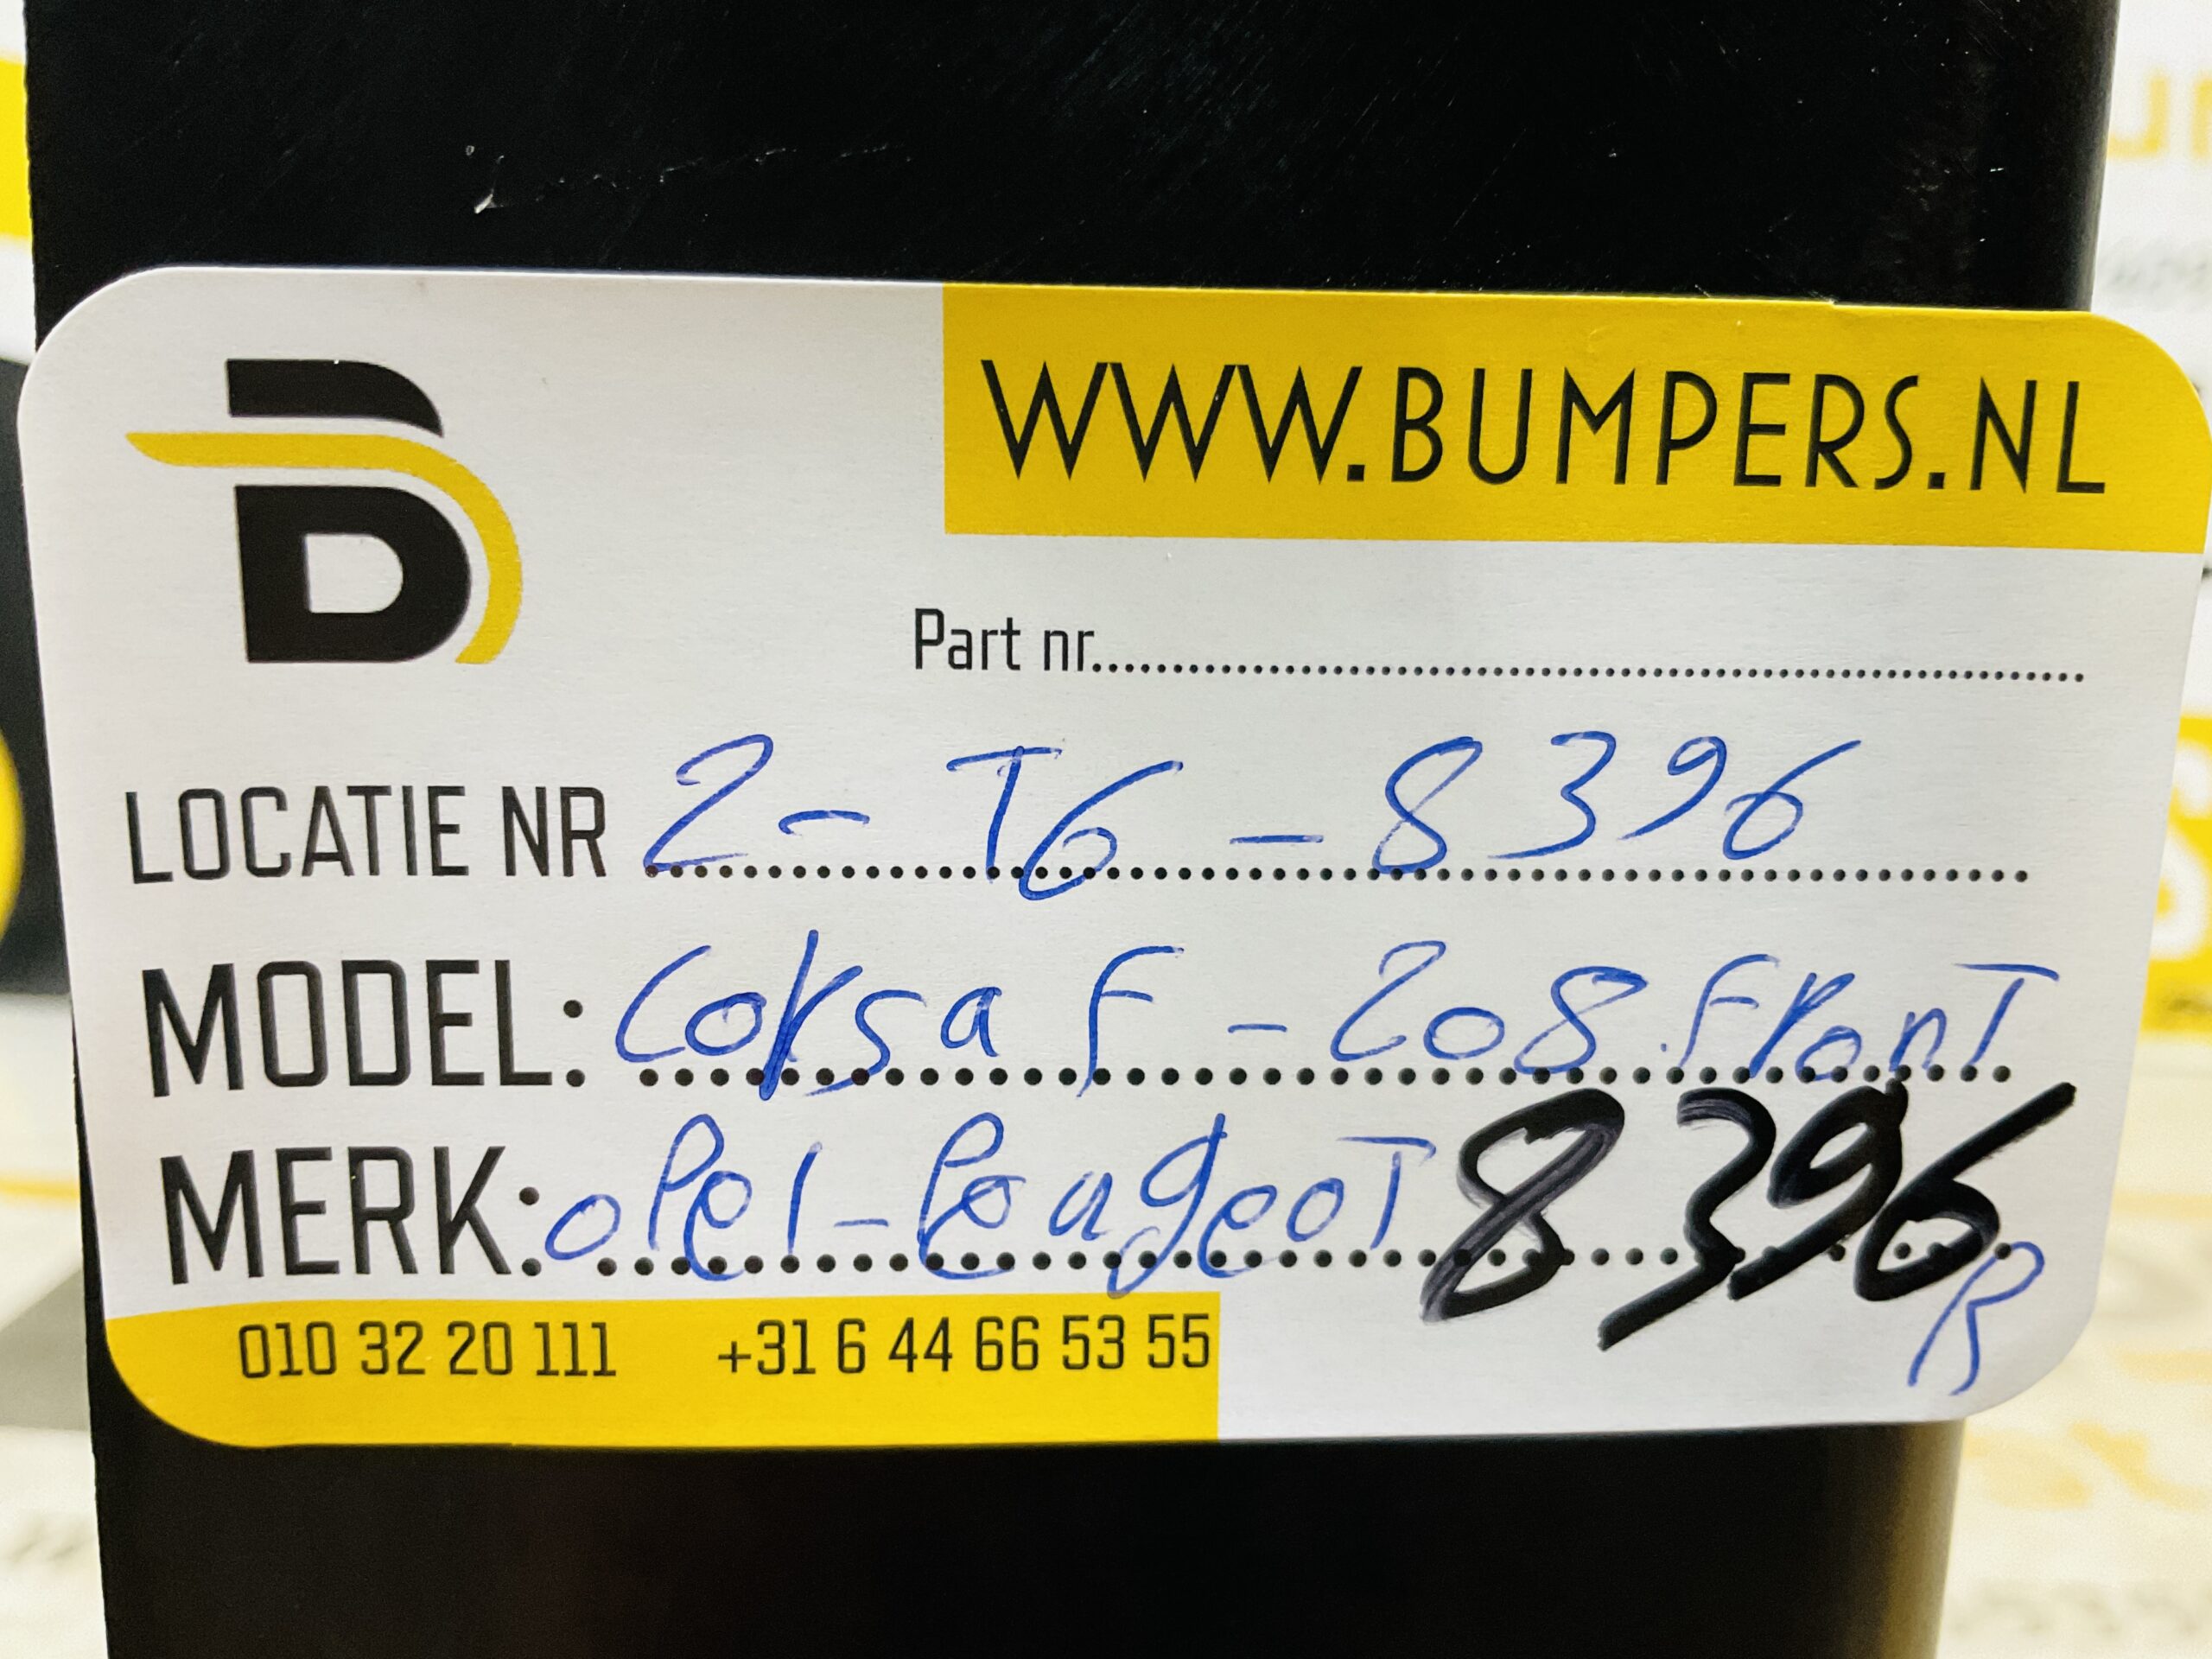 WWW.BUMPERS.NL
Part nr..........
LOCATIE NR 2 - T6 - 8396
MODEL: Corsa F - 208 Front
MERK: Opel - Peugeot 8396
R
010 32 20 111 +31 6 44 66 53 55